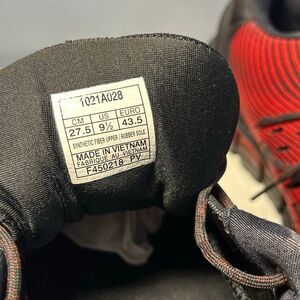 1021A028
CM US EURO
27.5 9½ 43.5
SYNTHETIC FIBER UPPER / RUBBER SOLE
MADE IN VIETNAM
FABRIQUÉ AU VIETNAM
F450218 PV